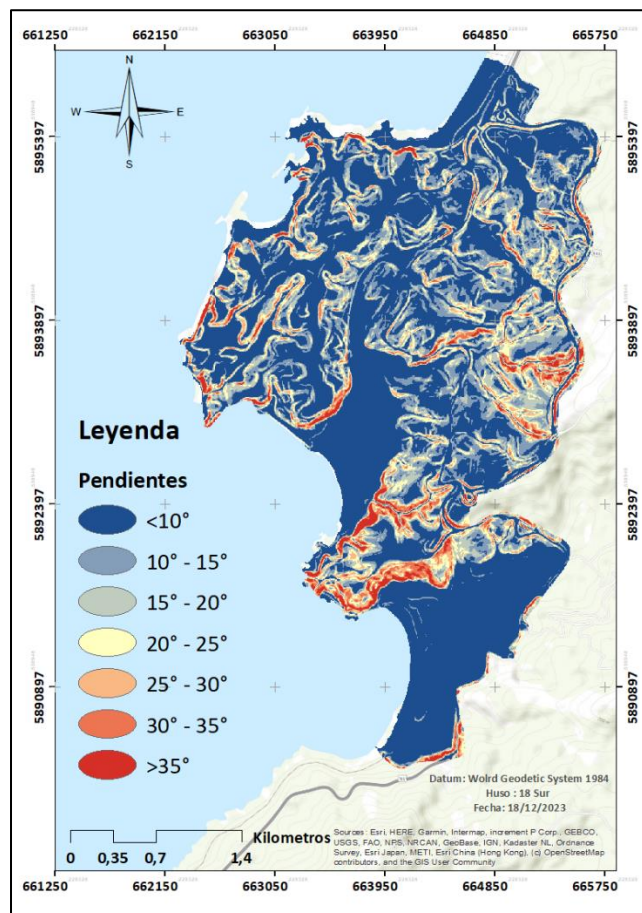 661250 662150 663050 663950 664850 665750
N
W E
S
5895397 5895397
5893897 5893897
Leyenda
Pendientes
<10°
10° - 15°
15° - 20°
20° - 25°
25° - 30°
30° - 35°
>35°
5892397 5892397
5890897 5890897
Datum: Wolrd Geodetic System 1984
Huso : 18 Sur
Fecha: 18/12/2023
Kilometros
0 0,35 0,7 1,4
Sources: Esri, HERE, Garmin, Intermap, increment P Corp., GEBCO,
USGS, FAO, NPS, NRCAN, GeoBase, IGN, Kadaster NL, Ordnance
Survey, Esri Japan, METI, Esri China (Hong Kong), (c) OpenStreetMap
contributors, and the GIS User Community
661250 662150 663050 663950 664850 665750